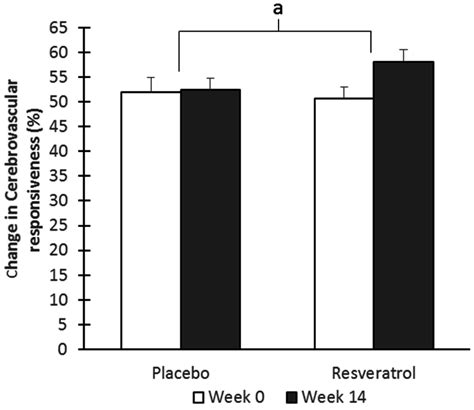 a
Change in Cerebrovascular
responsiveness (%)
65
60
55
50
45
40
35
30
25
20
15
10
5
0
Placebo
Resveratrol
Week 0
Week 14